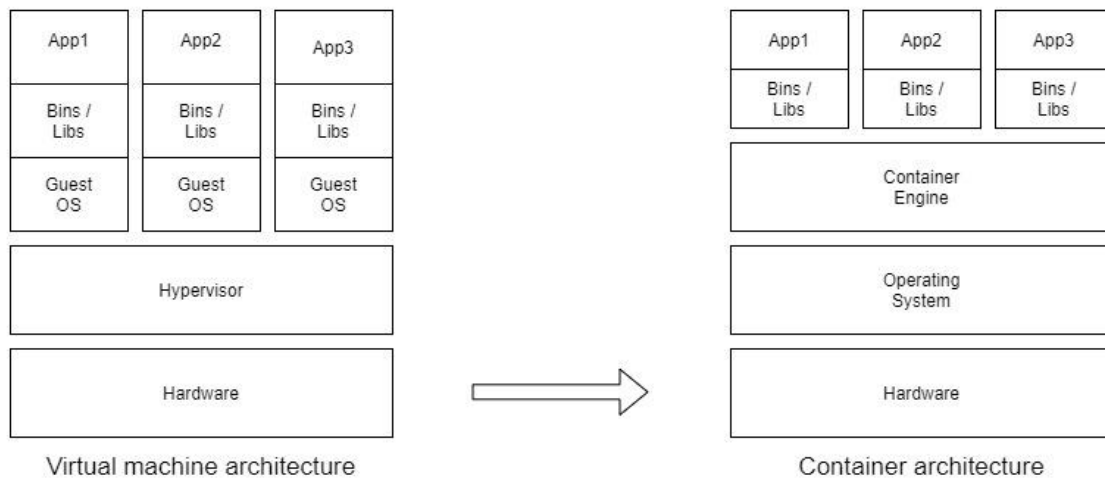 App1
App2
App3
Bins /
Libs
Bins /
Libs
Bins /
Libs
Guest
OS
Guest
OS
Guest
OS
Hypervisor
Hardware
Virtual machine architecture
App1
App2
App3
Bins /
Libs
Bins /
Libs
Bins /
Libs
Container
Engine
Operating
System
Hardware
Container architecture